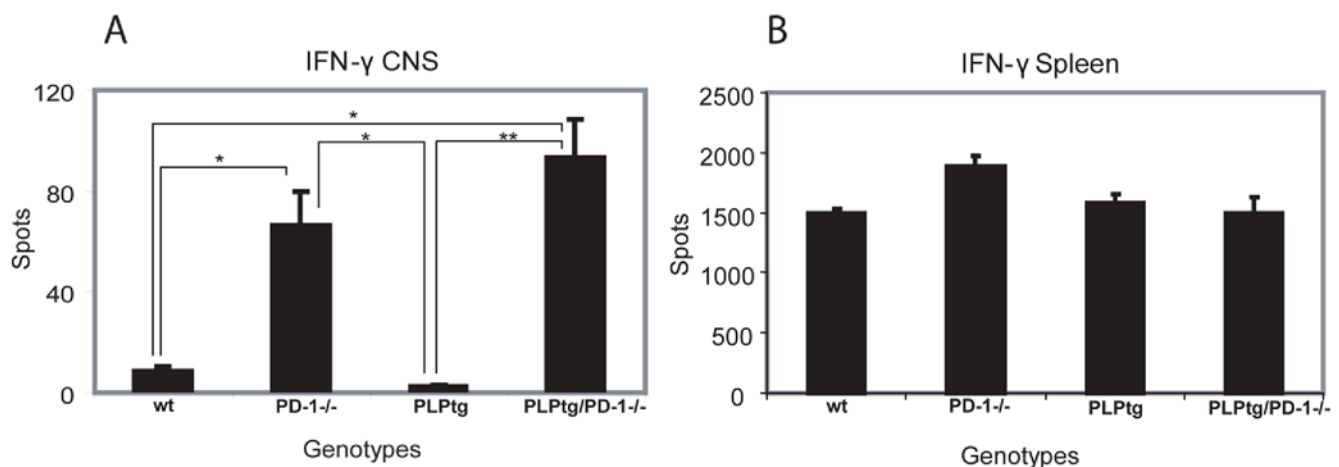 A
IFN-γ CNS
120
80
40
0
Spots
*
*
*
**
wt
PD-1-/-
PLPtg
PLPtg/PD-1-/-
Genotypes
B
IFN-γ Spleen
2500
2000
1500
1000
500
0
Spots
wt
PD-1-/-
PLPtg
PLPtg/PD-1-/-
Genotypes